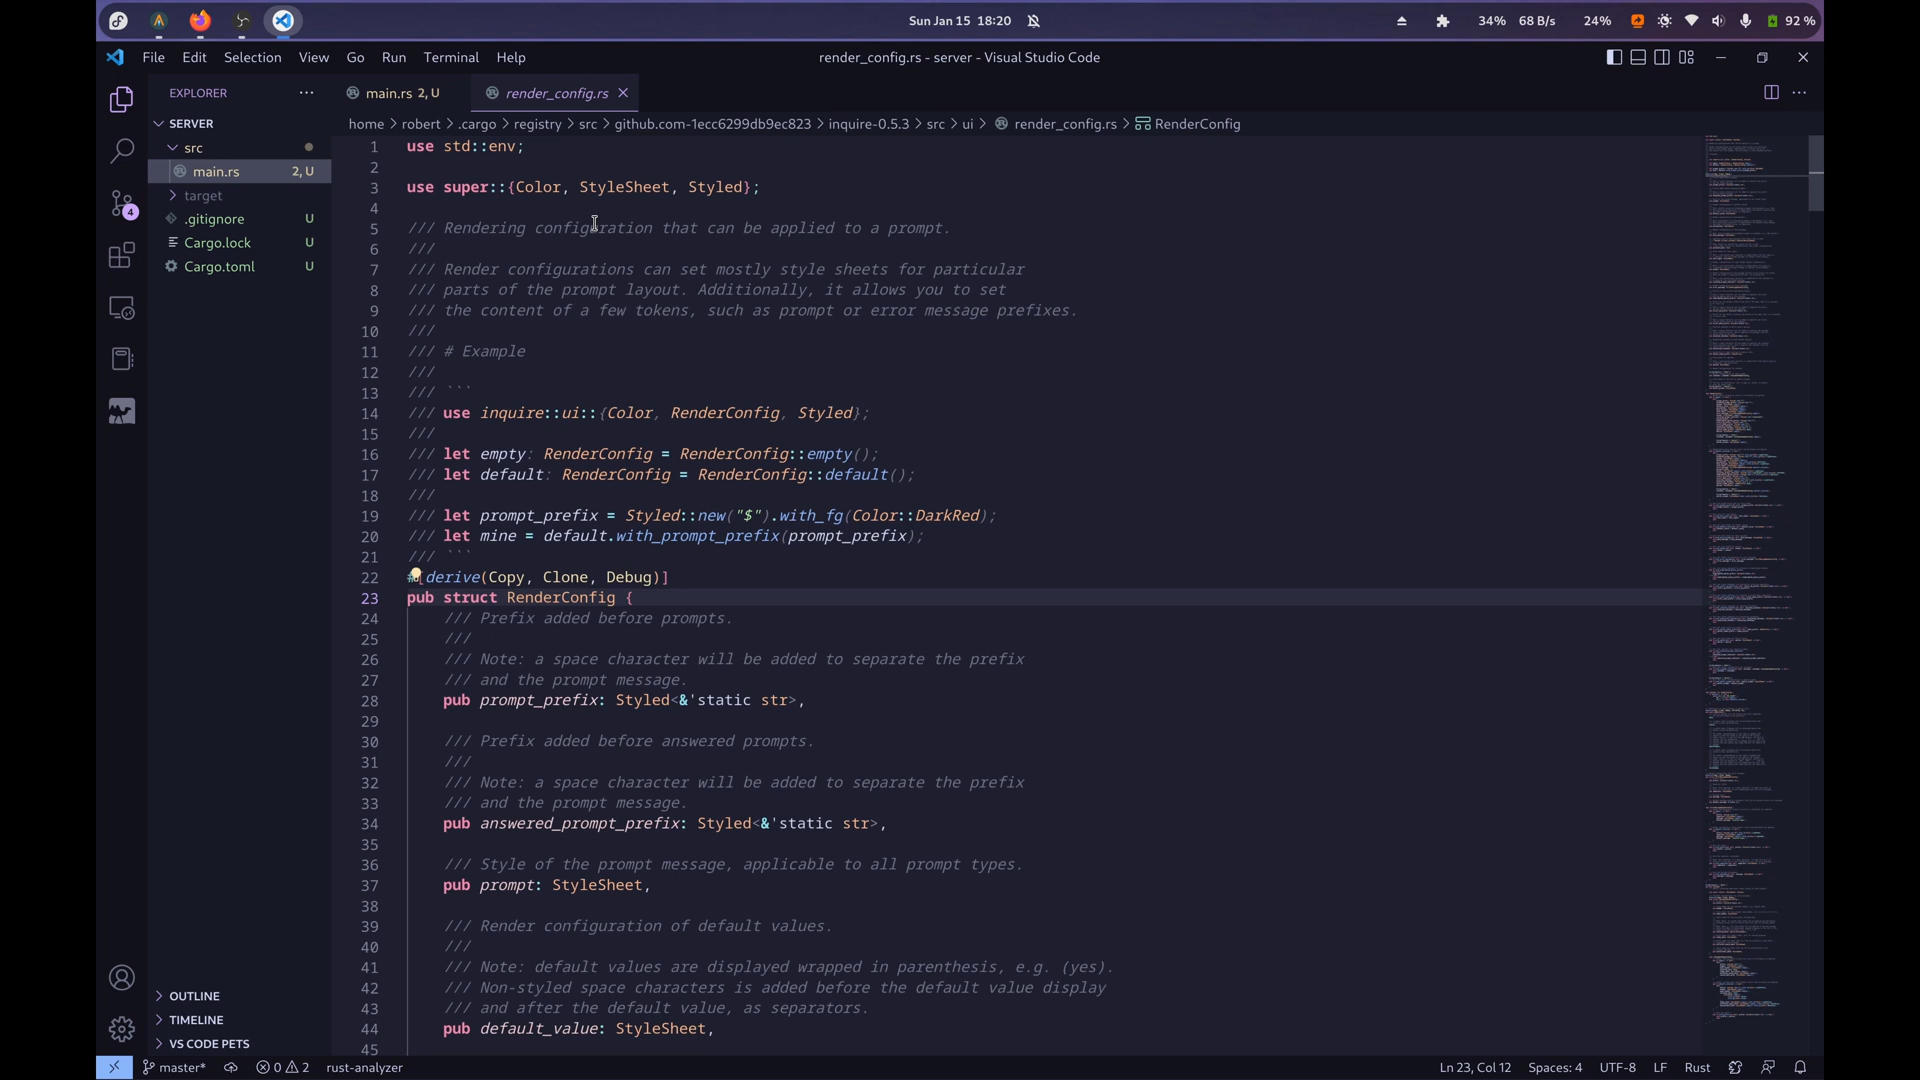 Sun Jan 15 18:20
34% 68 B/s 24% 92 %
File Edit Selection View Go Run Terminal Help
render_config.rs - server - Visual Studio Code
EXPLORER
main.rs 2, U
render_config.rs
SERVER
home > robert > .cargo > registry > src > github.com-1ecc6299db9ec823 > inquire-0.5.3 > src > ui > render_config.rs > RenderConfig
src
main.rs 2, U
target
.gitignore U
Cargo.lock U
Cargo.toml U
1 use std::env;
2
3 use super::{Color, StyleSheet, Styled};
4
5 /// Rendering configuration that can be applied to a prompt.
6 ///
7 /// Render configurations can set mostly style sheets for particular
8 /// parts of the prompt layout. Additionally, it allows you to set
9 /// the content of a few tokens, such as prompt or error message prefixes.
10 ///
11 /// # Example
12 ///
13 /// ```
14 /// use inquire::ui::{Color, RenderConfig, Styled};
15 ///
16 /// let empty: RenderConfig = RenderConfig::empty();
17 /// let default: RenderConfig = RenderConfig::default();
18 ///
19 /// let prompt_prefix = Styled::new("$").with_fg(Color::DarkRed);
20 /// let mine = default.with_prompt_prefix(prompt_prefix);
21 /// ```
22 #[derive(Copy, Clone, Debug)]
23 pub struct RenderConfig {
24 /// Prefix added before prompts.
25 ///
26 /// Note: a space character will be added to separate the prefix
27 /// and the prompt message.
28 pub prompt_prefix: Styled<&'static str>,
29
30 /// Prefix added before answered prompts.
31 ///
32 /// Note: a space character will be added to separate the prefix
33 /// and the prompt message.
34 pub answered_prompt_prefix: Styled<&'static str>,
35
36 /// Style of the prompt message, applicable to all prompt types.
37 pub prompt: StyleSheet,
38
39 /// Render configuration of default values.
40 ///
41 /// Note: default values are displayed wrapped in parenthesis, e.g. (yes).
42 /// Non-styled space characters is added before the default value display
43 /// and after the default value, as separators.
44 pub default_value: StyleSheet,
45
4
OUTLINE
TIMELINE
VS CODE PETS
master* 0 2 rust-analyzer
Ln 23, Col 12 Spaces: 4 UTF-8 LF Rust